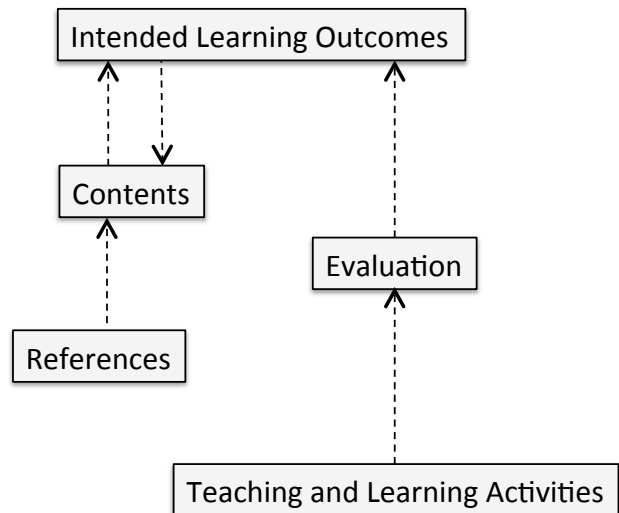 Intended Learning Outcomes
Contents
Evaluation
References
Teaching and Learning Activities